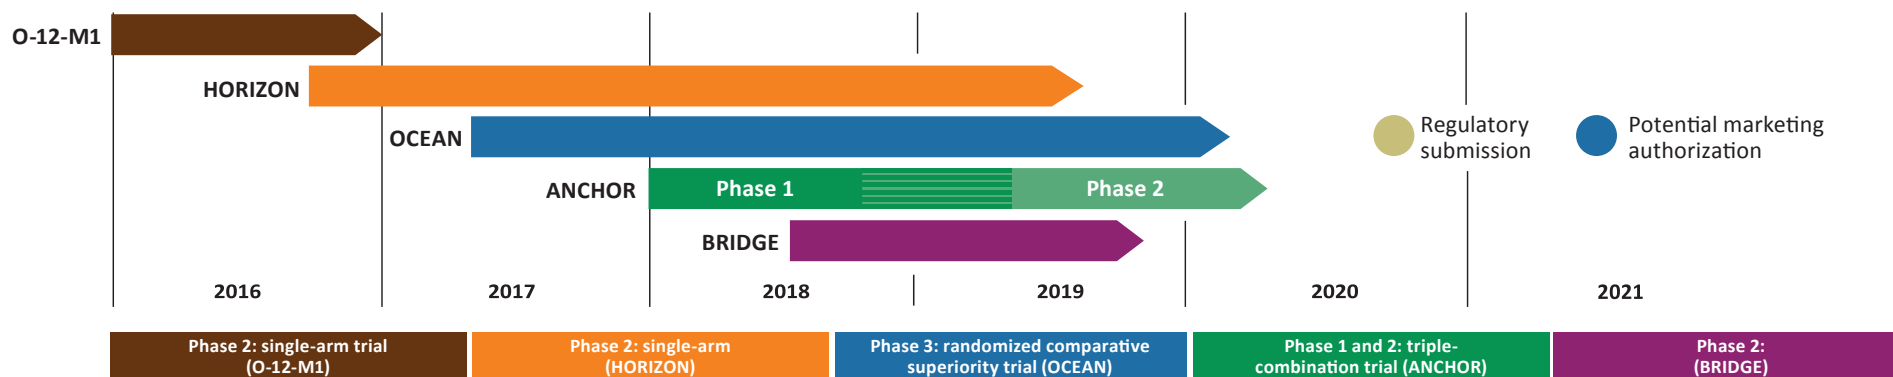 O-12-M1
HORIZON
OCEAN
Regulatory
submission
Potential marketing
authorization
ANCHOR
Phase 1
Phase 2
BRIDGE
2016
2017
2018
2019
2020
2021
Phase 2: single-arm trial
(O-12-M1)
Phase 2: single-arm
(HORIZON)
Phase 3: randomized comparative
superiority trial (OCEAN)
Phase 1 and 2: triple-
combination trial (ANCHOR)
Phase 2:
(BRIDGE)